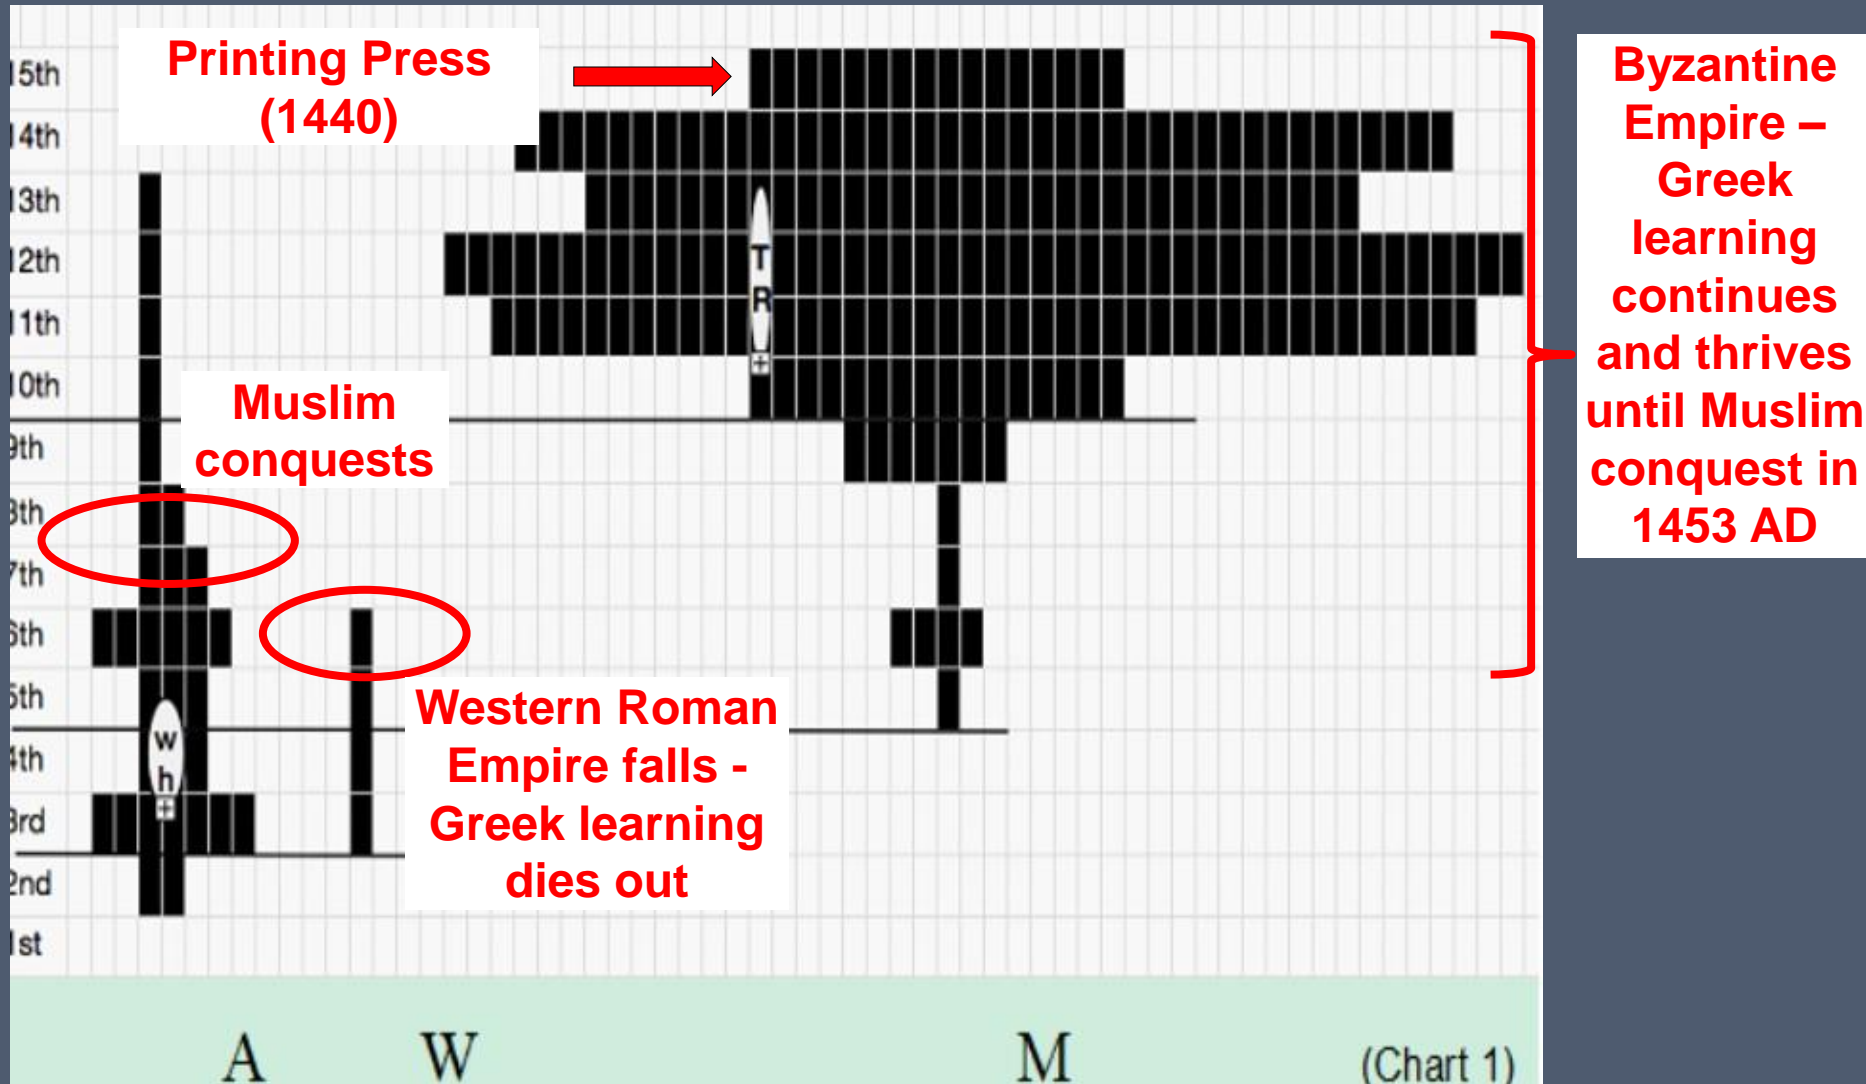 Printing Press
(1440)
15th
14th
13th
12th
11th
10th
9th
8th
7th
6th
5th
4th
3rd
2nd
1st
T
R
+
Muslim
conquests
w
h
+
Western Roman
Empire falls -
Greek learning
dies out
Byzantine
Empire –
Greek
learning
continues
and thrives
until Muslim
conquest in
1453 AD
A W M (Chart 1)